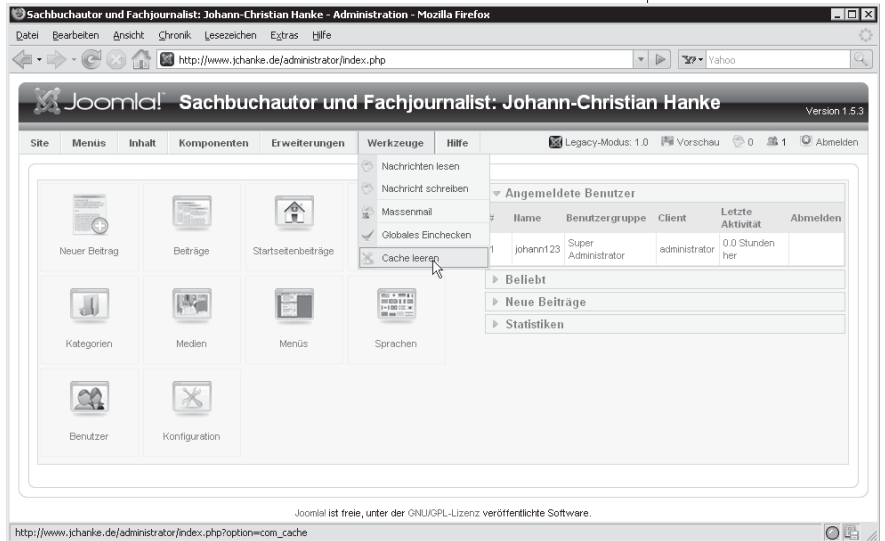 Sachbuchautor und Fachjournalist: Johann-Christian Hanke - Administration - Mozilla Firefox
Datei Bearbeiten Ansicht Chronik Lesezeichen Extras Hilfe
http://www.jchanke.de/administrator/index.php
Yahoo
Joomla! Sachbuchautor und Fachjournalist: Johann-Christian Hanke
Version 1.5.3
Site Menüs Inhalt Komponenten Erweiterungen Werkzeuge Hilfe Legacy-Modus: 1.0 Vorschau 0 1 Abmelden
Nachrichten lesen
Nachricht schreiben
Massenmail
Globales Einchecken
Cache leeren
Neuer Beitrag Beiträge Startseitenbeiträge
Kategorien Medien Menüs Sprachen
Benutzer Konfiguration
Angemeldete Benutzer
# Name Benutzergruppe Client Letzte Aktivität Abmelden
1 johann123 Super Administrator administrator 0.0 Stunden her
Beliebt
Neue Beiträge
Statistiken
Joomla! ist freie, unter der GNU/GPL-Lizenz veröffentlichte Software.
http://www.jchanke.de/administrator/index.php?option=com_cache